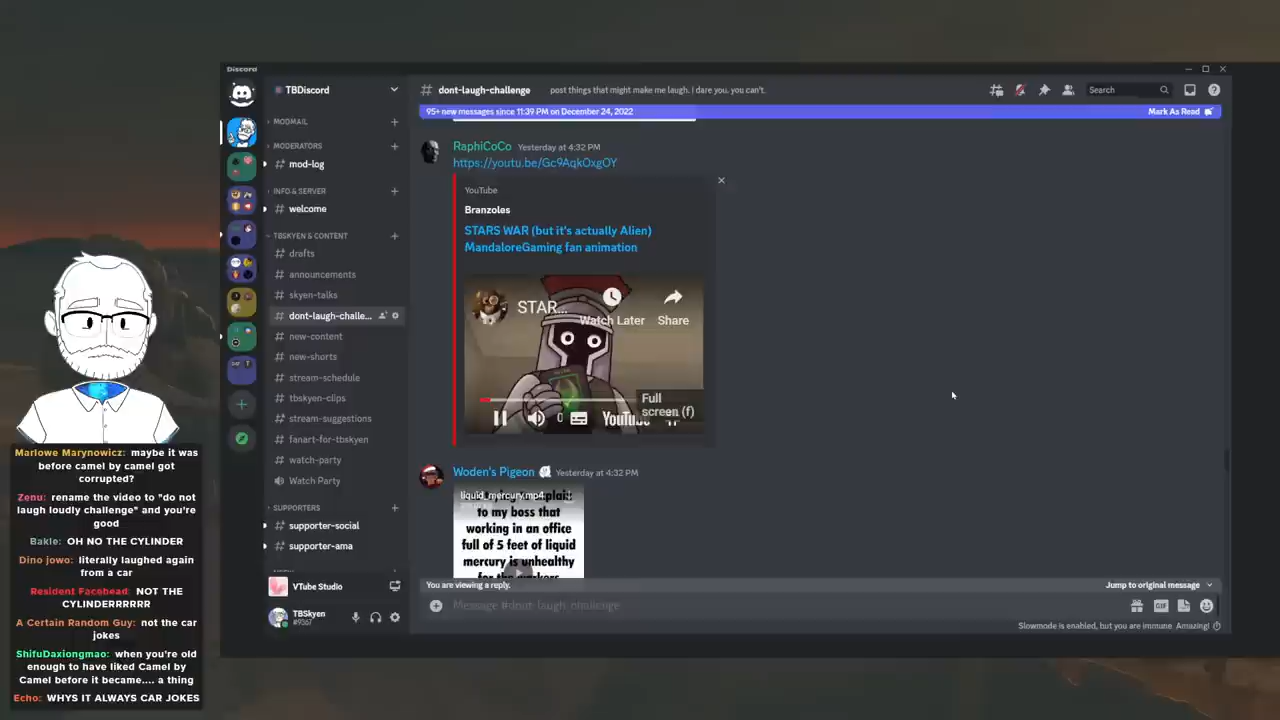 Discord
TBDiscord
# dont-laugh-challenge
post things that might make me laugh. I dare you. you can't.
Search
95+ new messages since 11:39 PM on December 24, 2022
Mark As Read
MODMAIL
MODERATORS
# mod-log
INFO & SERVER
# welcome
TBSKYEN & CONTENT
# drafts
# announcements
# skyen-talks
# dont-laugh-challe...
# new-content
# new-shorts
# stream-schedule
# tbskyen-clips
# stream-suggestions
# fanart-for-tbskyen
# watch-party
Watch Party
SUPPORTERS
# supporter-social
# supporter-ama
VTube Studio
TBSkyen
RaphiCoCo Yesterday at 4:32 PM
https://youtu.be/Gc9AqkOxgOY
YouTube
Branzoles
STARS WAR (but it's actually Alien)
MandaloreGaming fan animation
STAR...
Watch Later
Share
Full
screen (f)
Woden's Pigeon Yesterday at 4:32 PM
liquid_mercury.mp4
to my boss that
working in an office
full of 5 feet of liquid
mercury is unhealthy
for the workers
You are viewing a reply.
Jump to original message
Message #dont-laugh-challenge
GIF
Slowmode is enabled, but you are immune. Amazing!
Marlowe Marynowicz: maybe it was
before camel by camel got
corrupted?
Zenu: rename the video to "do not
laugh loudly challenge" and you're
good
Bakle: OH NO THE CYLINDER
Dino jowo: literally laughed again
from a car
Resident Facehead: NOT THE
CYLINDERRRRRR
A Certain Random Guy: not the car
jokes
ShifuDaxiongmao: when you're old
enough to have liked Camel by
Camel before it became.... a thing
Echo: WHYS IT ALWAYS CAR JOKES